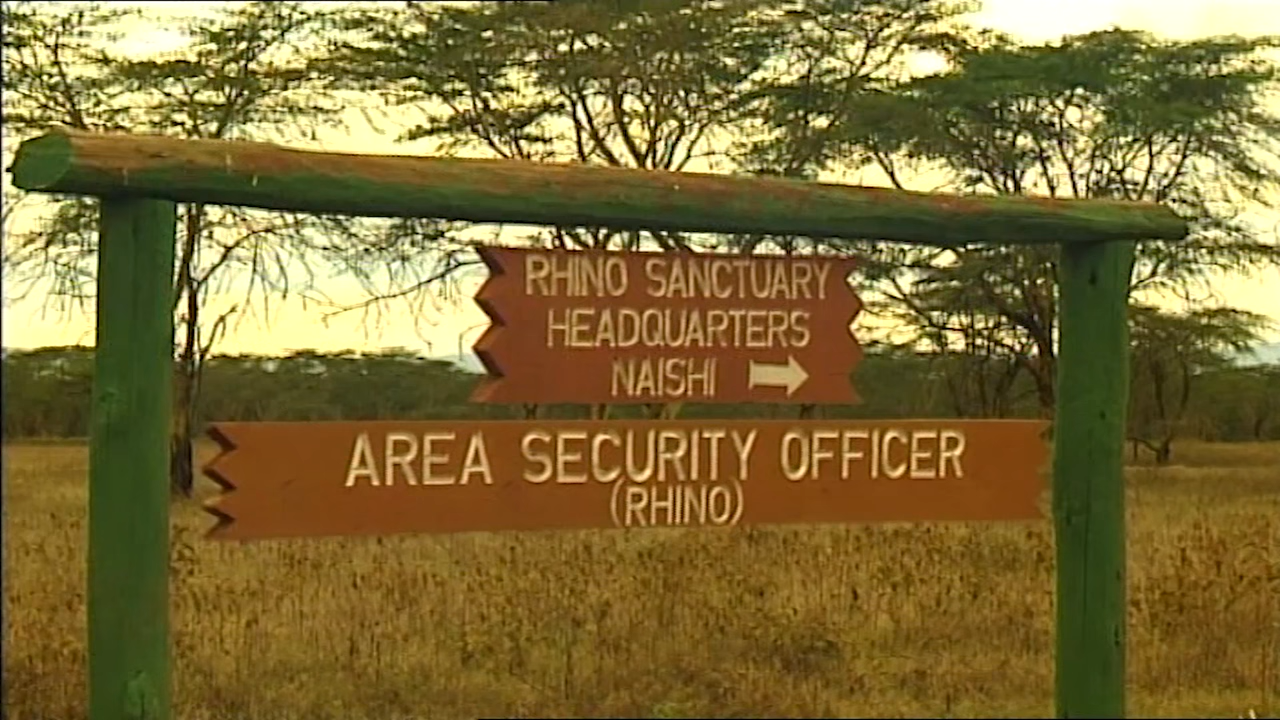 RHINO SANCTUARY
HEADQUARTERS
NAISHI
AREA SECURITY OFFICER
(RHINO)